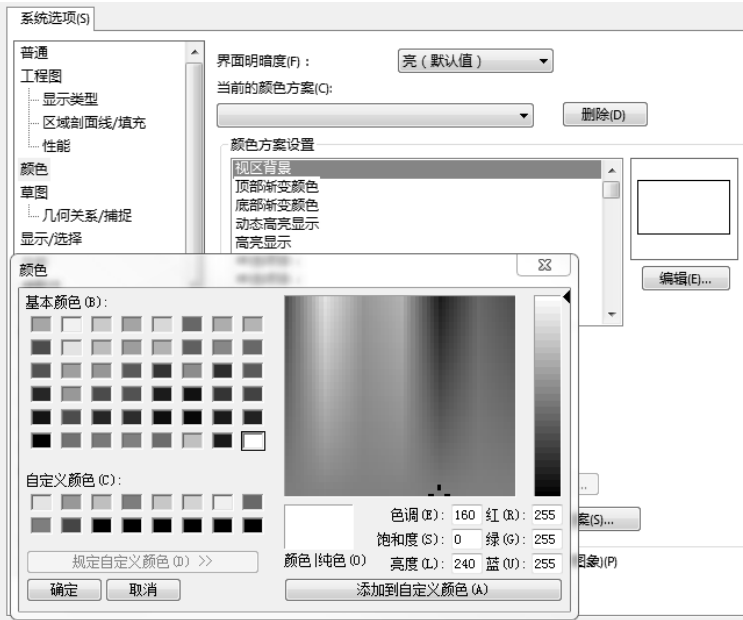 系统选项(S)
普通
工程图
显示类型
区域剖面线/填充
性能
颜色
草图
几何关系/捕捉
显示/选择
界面明暗度(F)：
亮（默认值）
当前的颜色方案(C):
删除(D)
颜色方案设置
视区背景
顶部渐变颜色
底部渐变颜色
动态高亮显示
高亮显示
编辑(E)...
颜色
基本颜色(B):
自定义颜色(C):
规定自定义颜色(D) >>
确定
取消
颜色|纯色(O)
色调(E): 160 红(R): 255
饱和度(S): 0 绿(G): 255
亮度(L): 240 蓝(U): 255
添加到自定义颜色(A)
..
案(S)...
图象)(P)